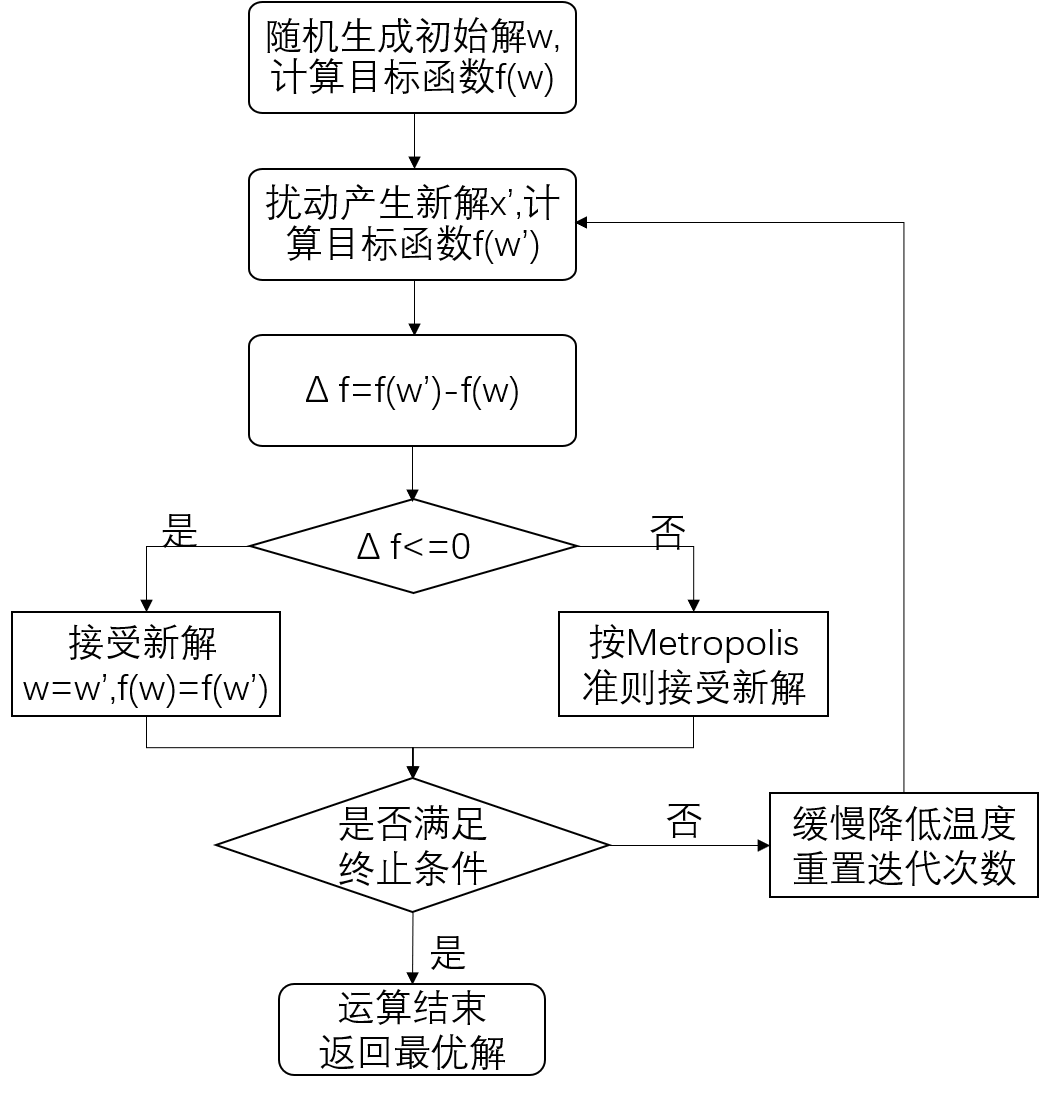 随机生成初始解w,
计算目标函数f(w)
扰动产生新解x’,计
算目标函数f(w’)
Δ f=f(w’)-f(w)
是
Δ f<=0
否
接受新解
w=w’,f(w)=f(w’)
按Metropolis
准则接受新解
是否满足
终止条件
否
缓慢降低温度
重置迭代次数
是
运算结束
返回最优解